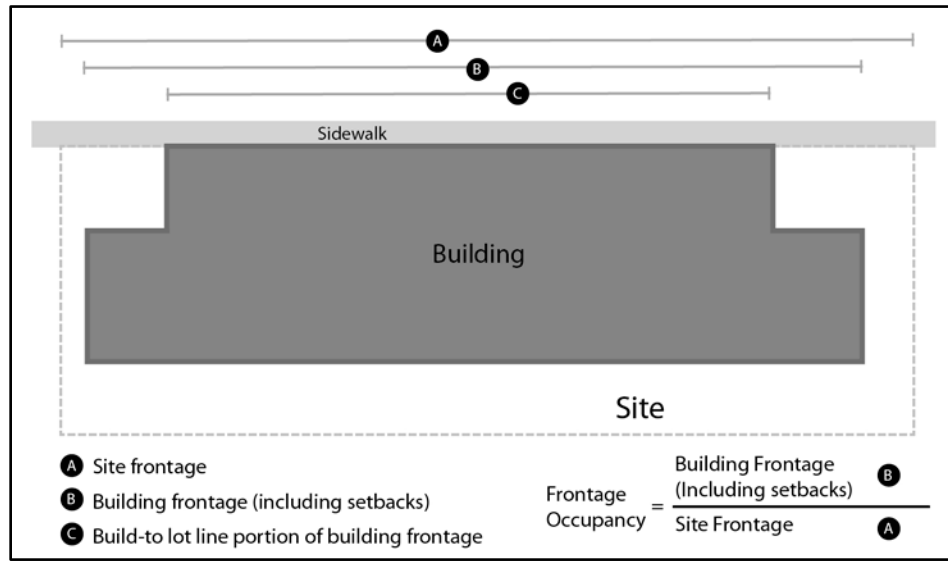 A
B
C
Sidewalk
Building
Site
A Site frontage
B Building frontage (including setbacks)
C Build-to lot line portion of building frontage
Frontage
Occupancy
=
Building Frontage
(Including setbacks) B
Site Frontage A